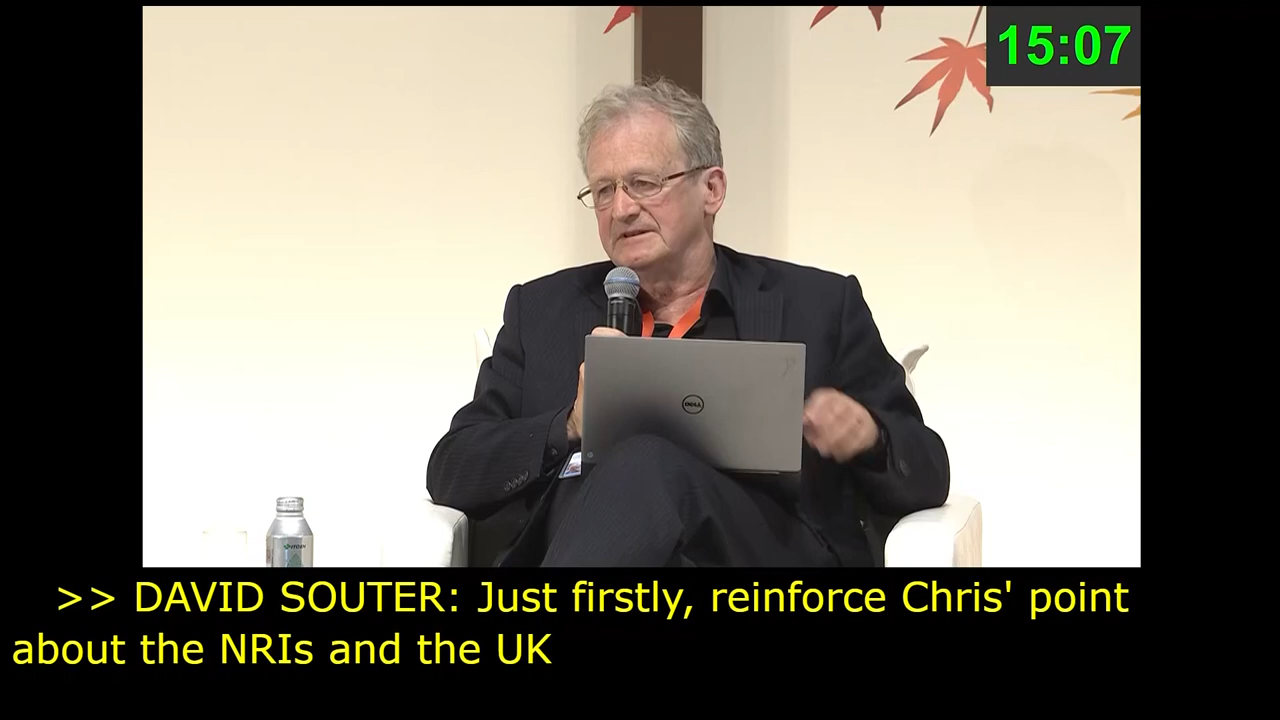 15:07
DELL
>> DAVID SOUTER: Just firstly, reinforce Chris' point
about the NRIs and the UK